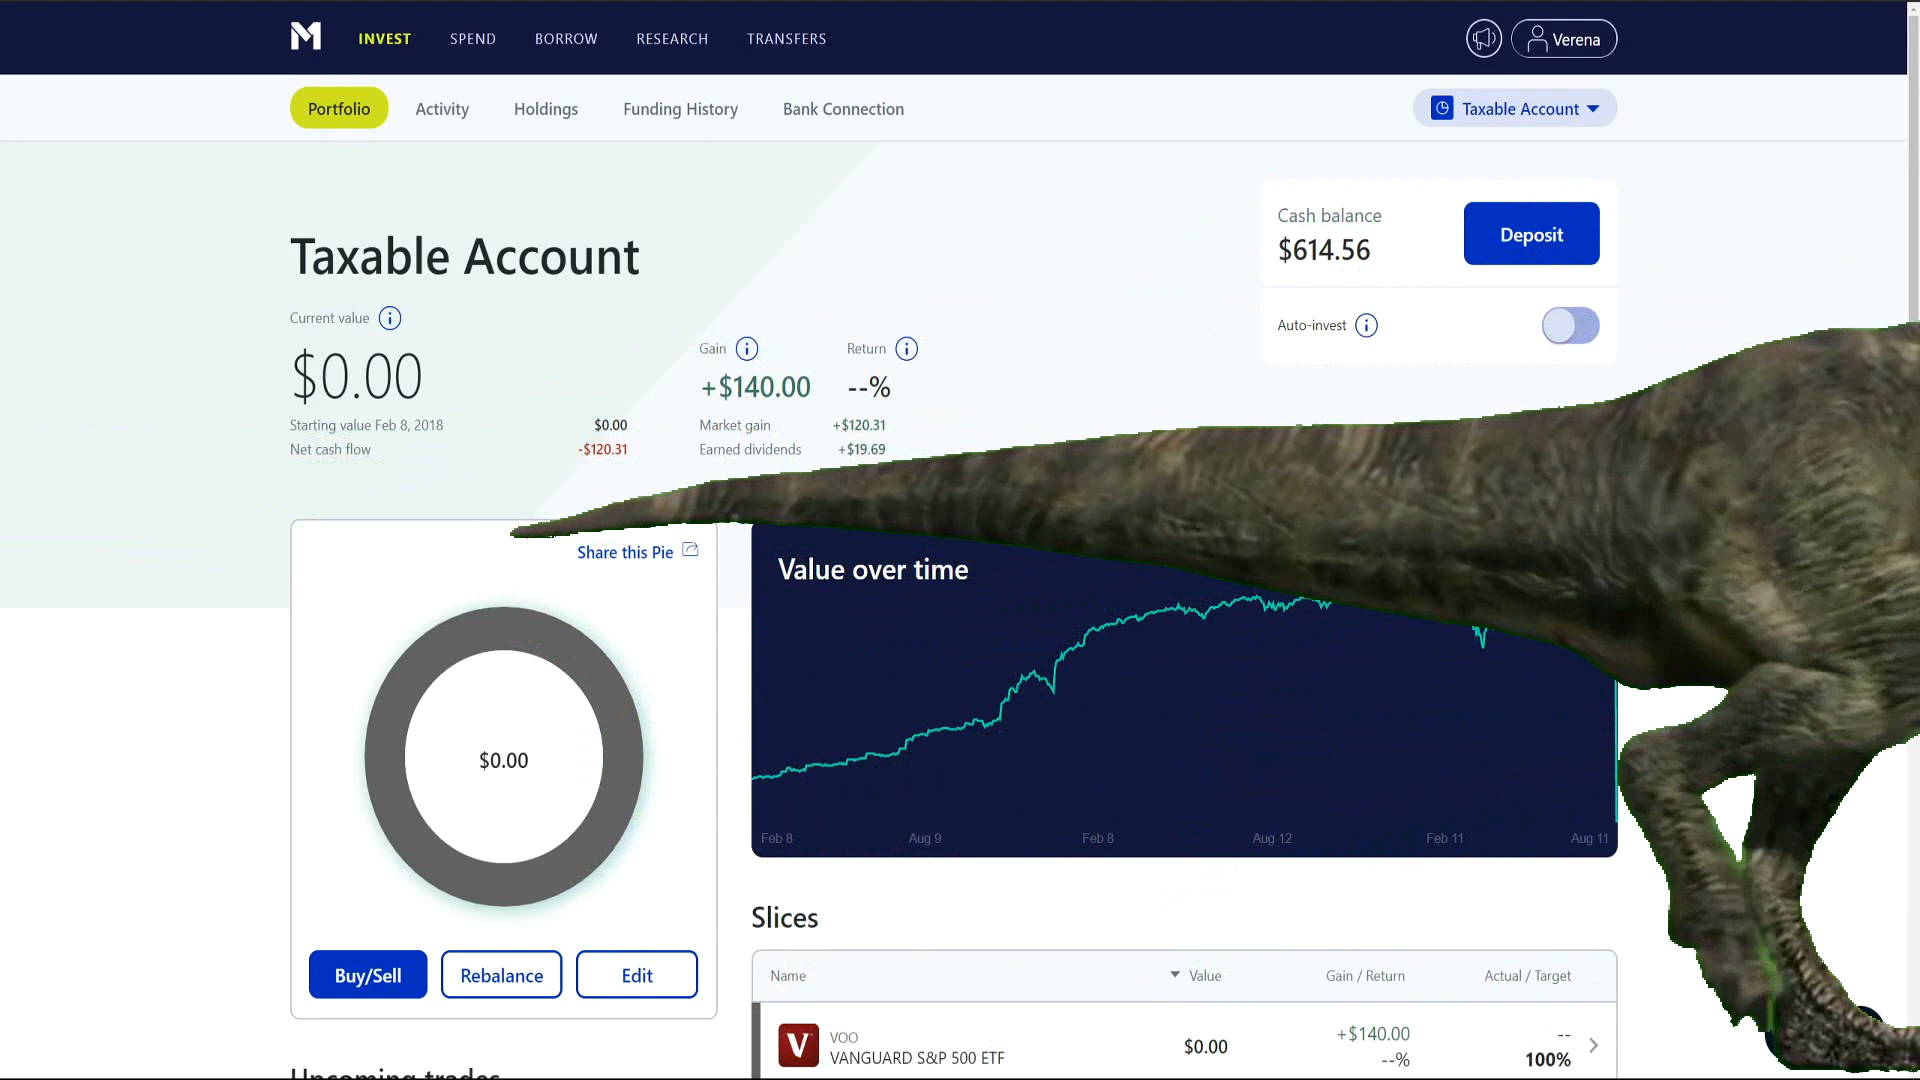 INVEST SPEND BORROW RESEARCH TRANSFERS Verena
Portfolio Activity Holdings Funding History Bank Connection Taxable Account
Taxable Account
Cash balance
$614.56
Deposit
Auto-invest
Current value
$0.00
Starting value Feb 8, 2018 $0.00
Net cash flow -$120.31
Gain Return
+$140.00 --%
Market gain +$120.31
Earned dividends +$19.69
Share this Pie
$0.00
Buy/Sell Rebalance Edit
Value over time
Feb 8 Aug 9 Feb 8 Aug 12 Feb 11 Aug 11
Slices
Name Value Gain / Return Actual / Target
VOO
VANGUARD S&P 500 ETF
$0.00
+$140.00
--%
--
100%
Upcoming trades